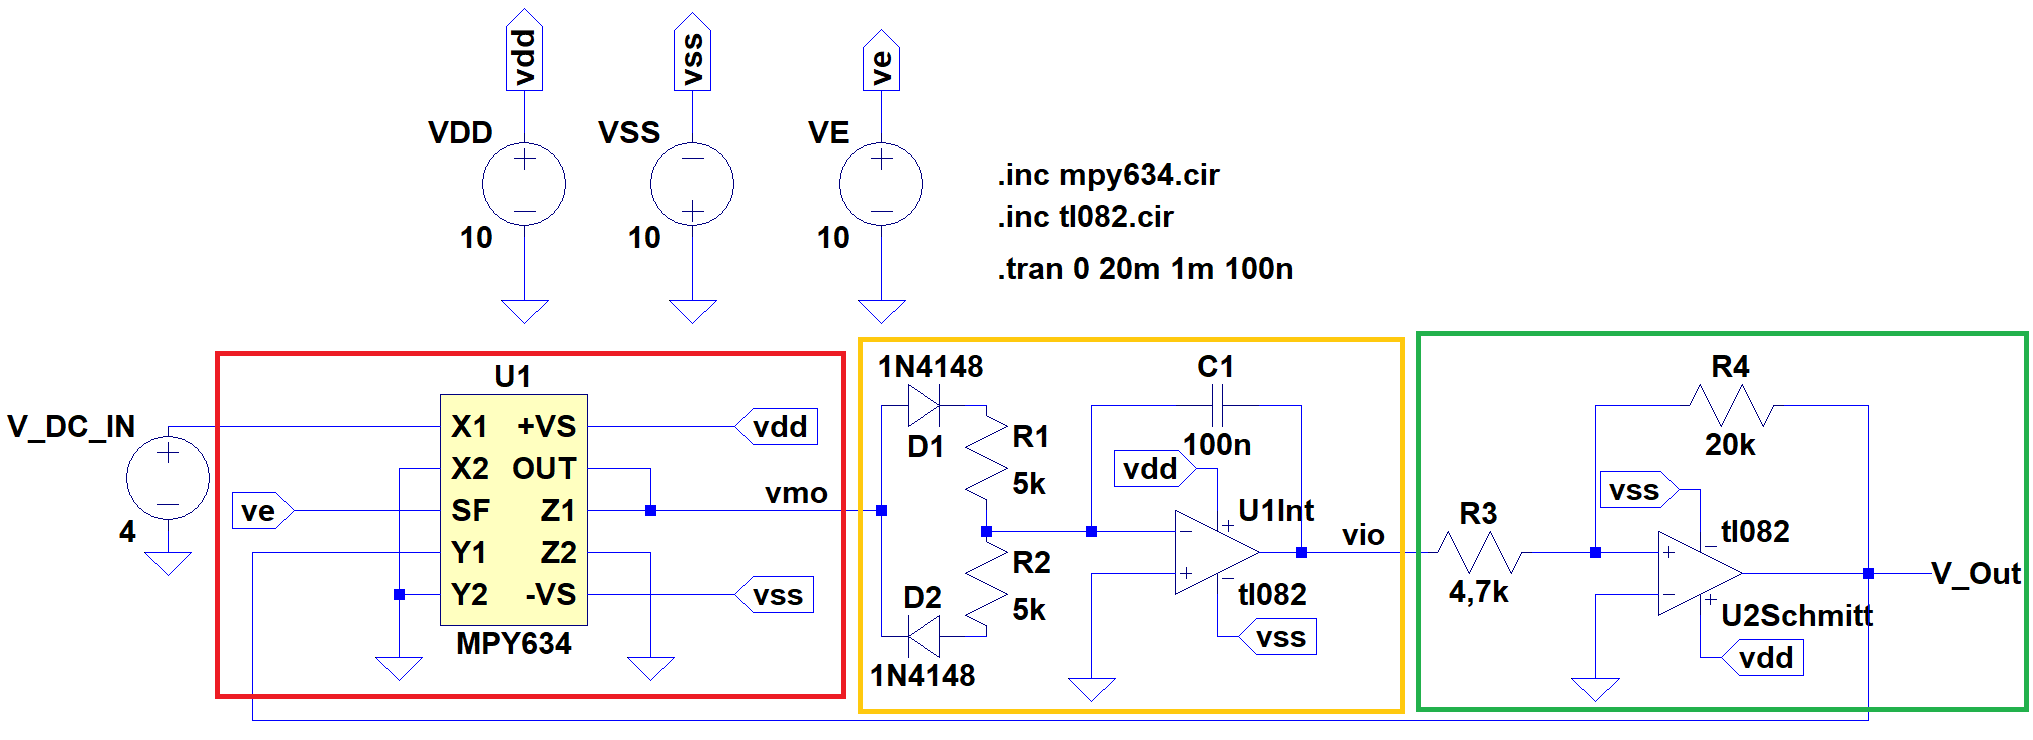 vdd
vss
ve
VDD
VSS
VE
10
10
10
.inc mpy634.cir
.inc tl082.cir
.tran 0 20m 1m 100n
V_DC_IN
4
ve
U1
X1
X2
SF
Y1
Y2
+VS
OUT
Z1
Z2
-VS
MPY634
vdd
vss
vmo
1N4148
D1
R1
5k
R2
5k
D2
1N4148
C1
100n
vdd
U1Int
tl082
vss
vio
R3
4,7k
R4
20k
vss
tl082
U2Schmitt
vdd
V_Out